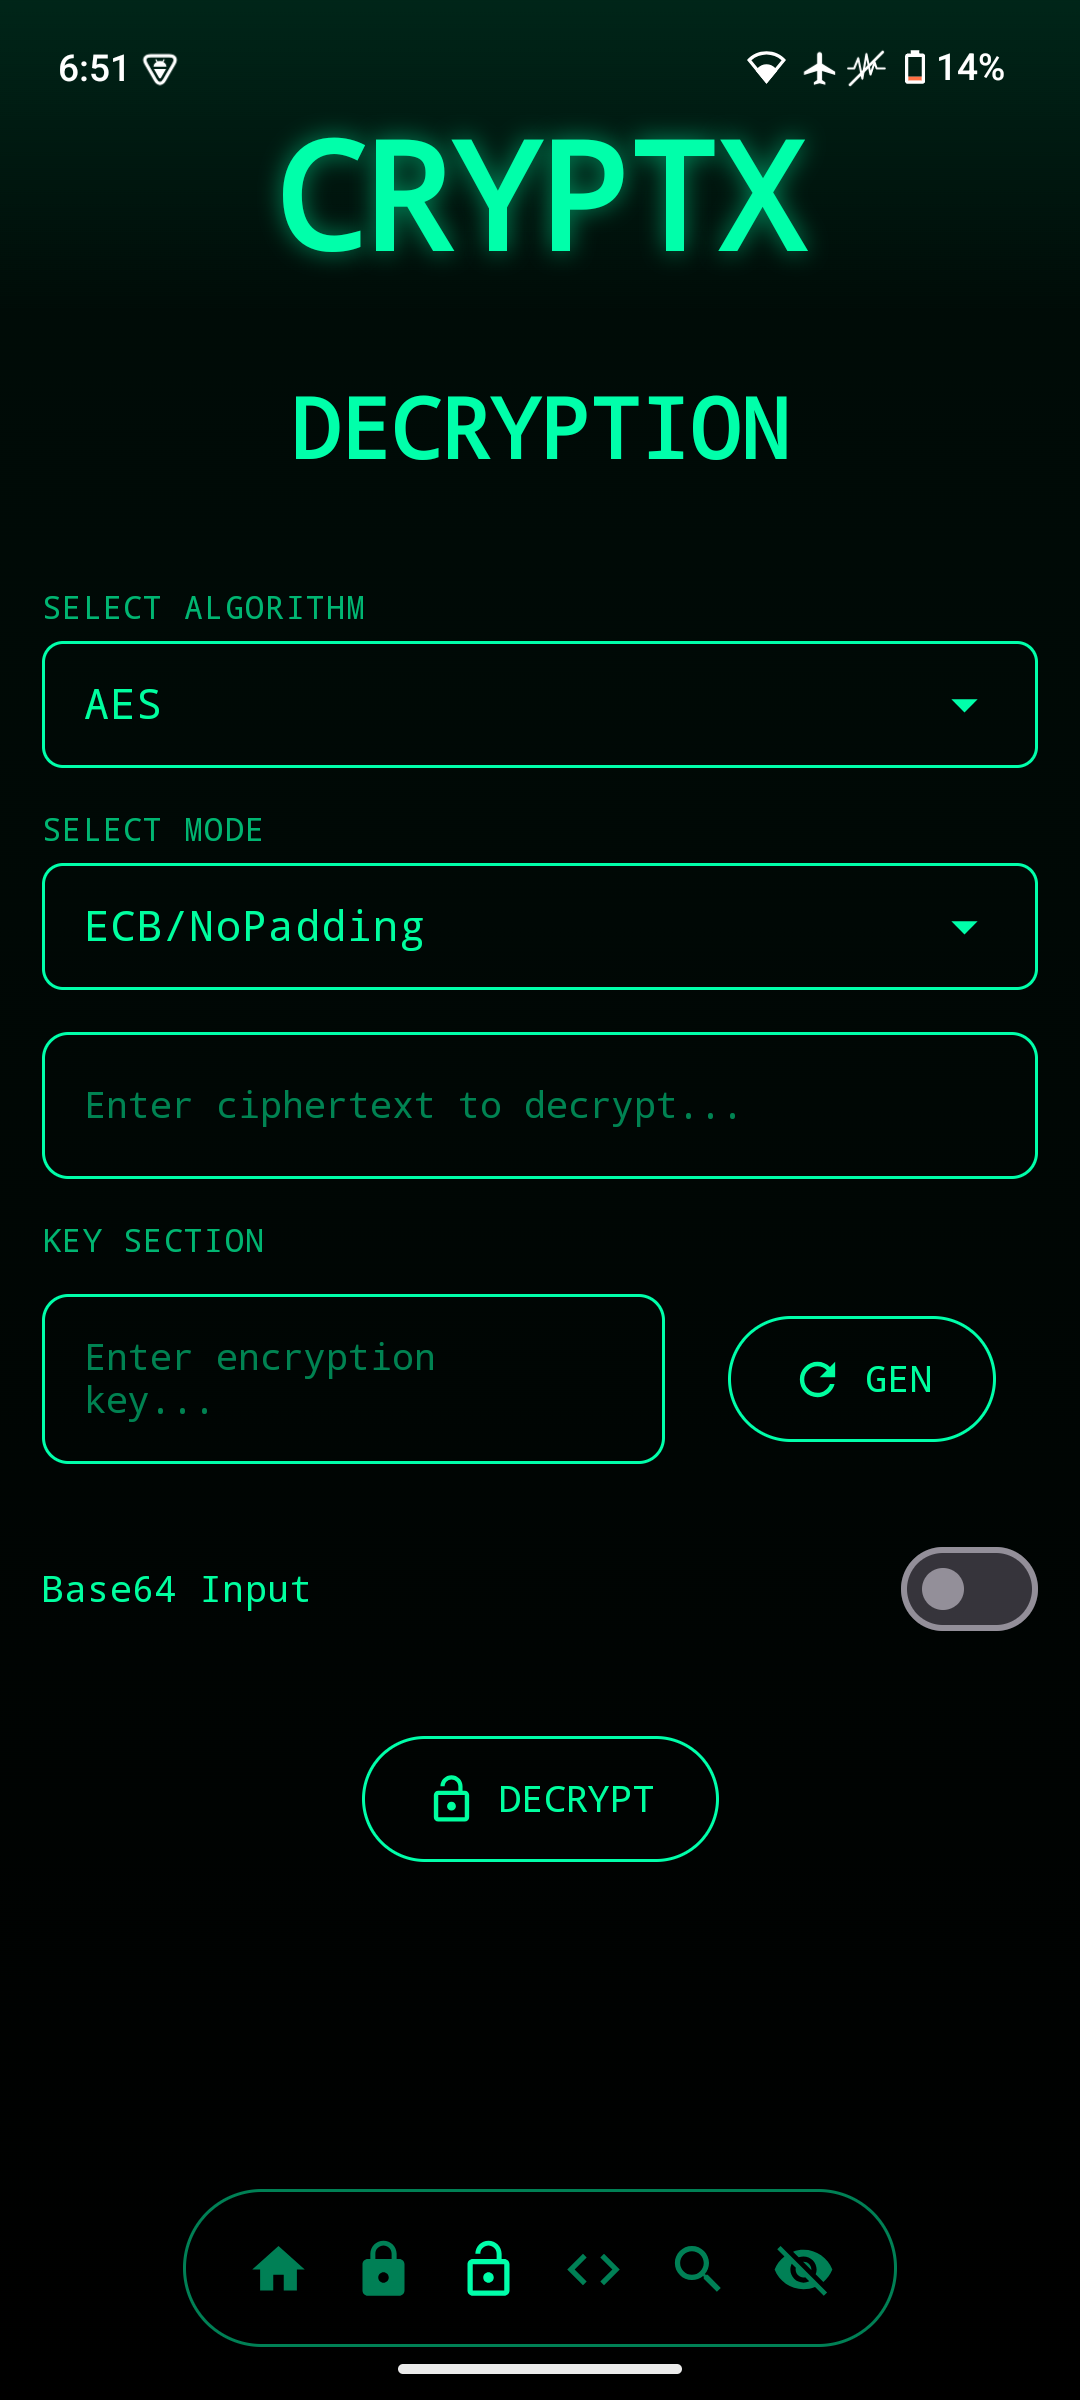 6:51 14%
CRYPTX
DECRYPTION
SELECT ALGORITHM
AES
SELECT MODE
ECB/NoPadding
Enter ciphertext to decrypt...
KEY SECTION
Enter encryption
key...
GEN
Base64 Input
DECRYPT